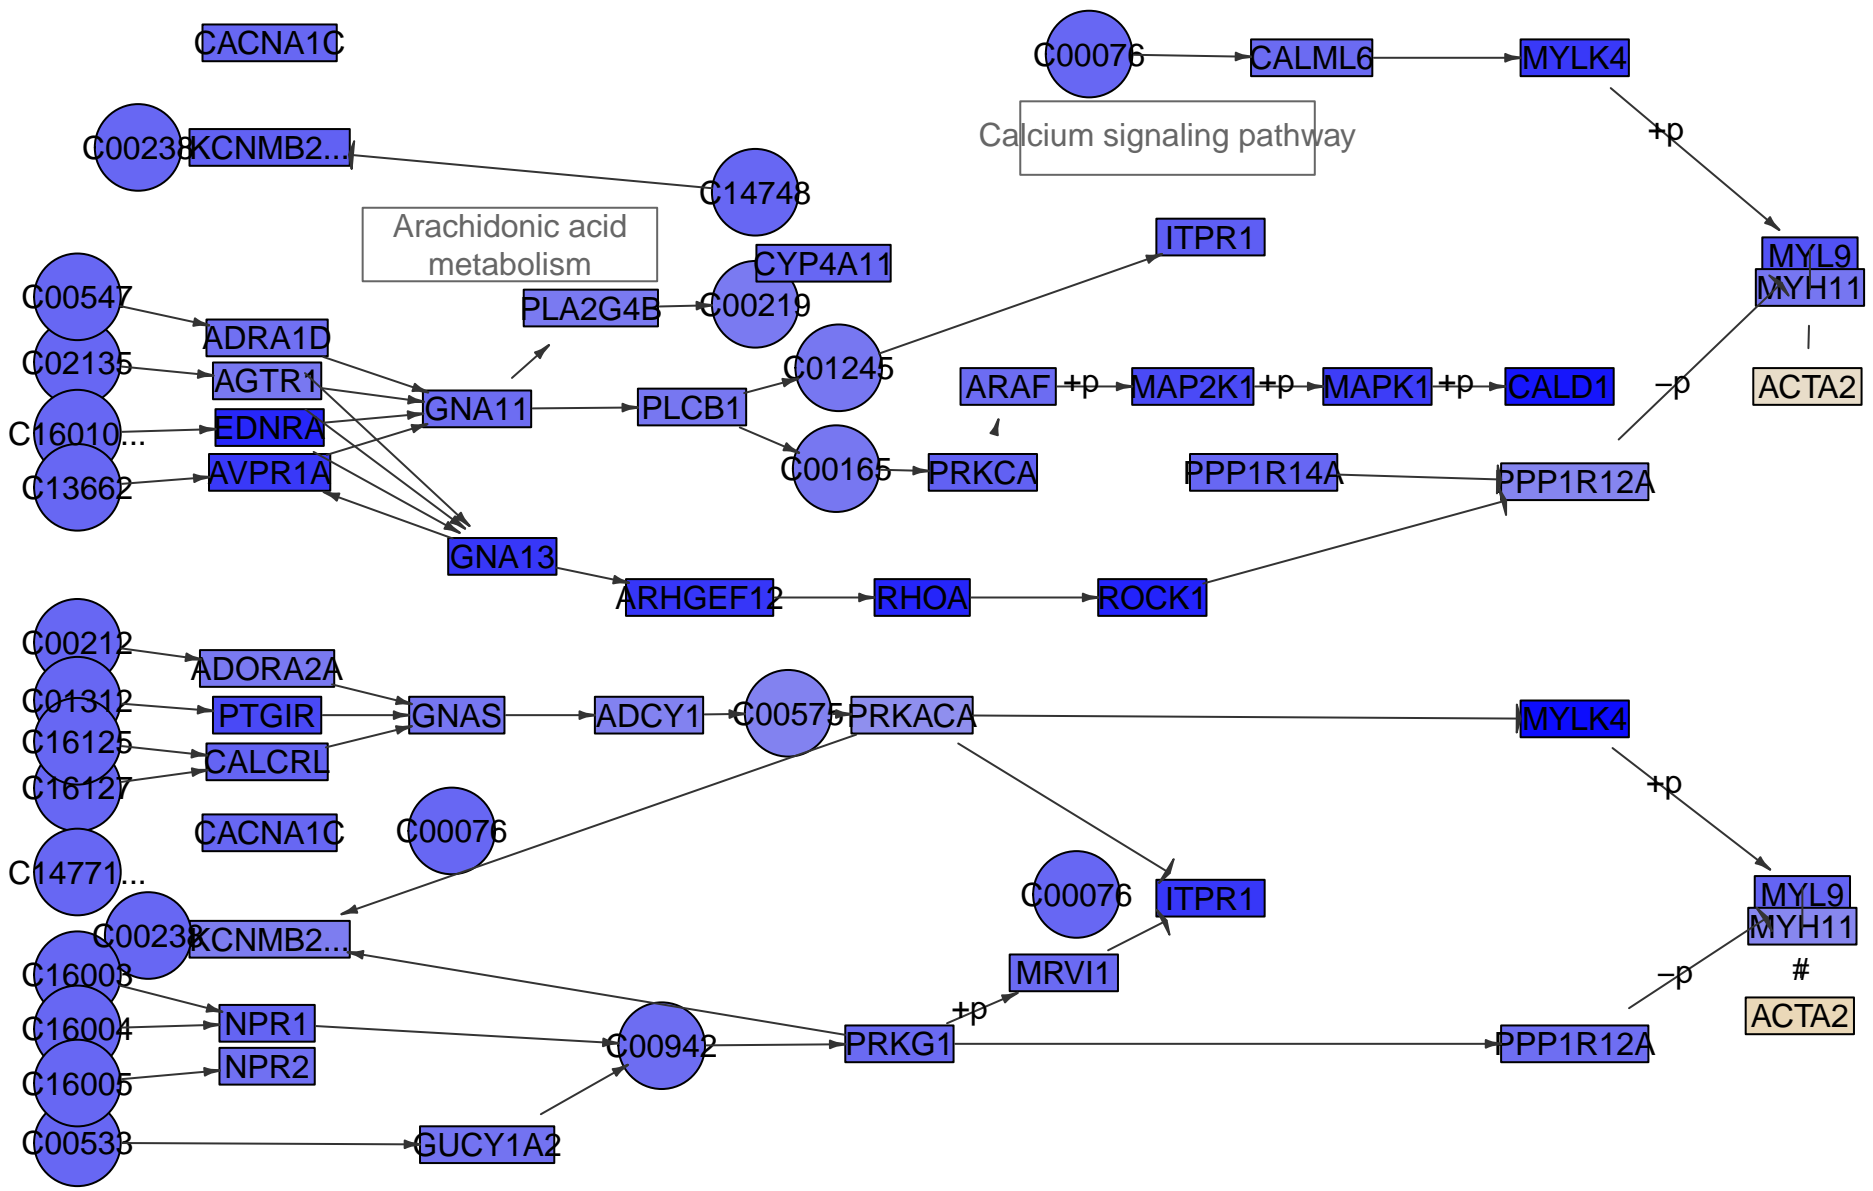 CACNA1C
C00076
CALML6
MYLK4
+p
Calcium signaling pathway
C00238
KCNMB2...
C14748
Arachidonic acid
metabolism
ITPR1
CYP4A11
MYL9
MYH11
C00547
PLA2G4B
C00219
ADRA1D
C02135
AGTR1
C01245
ARAF
+p
MAP2K1
+p
MAPK1
+p
CALD1
–p
ACTA2
GNA11
PLCB1
C16010...
EDNRA
C13662
AVPR1A
C00165
PRKCA
PPP1R14A
PPP1R12A
GNA13
ARHGEF12
RHOA
ROCK1
C00212
ADORA2A
C01312
PTGIR
GNAS
ADCY1
C00575
PRKACA
MYLK4
C16125
CALCRL
C16127
+p
CACNA1C
C00076
C14771...
C00076
ITPR1
MYL9
MYH11
C00238
KCNMB2...
C16003
MRVI1
–p
#
+p
C16004
NPR1
ACTA2
C00942
PRKG1
PPP1R12A
NPR2
C16005
C00533
GUCY1A2